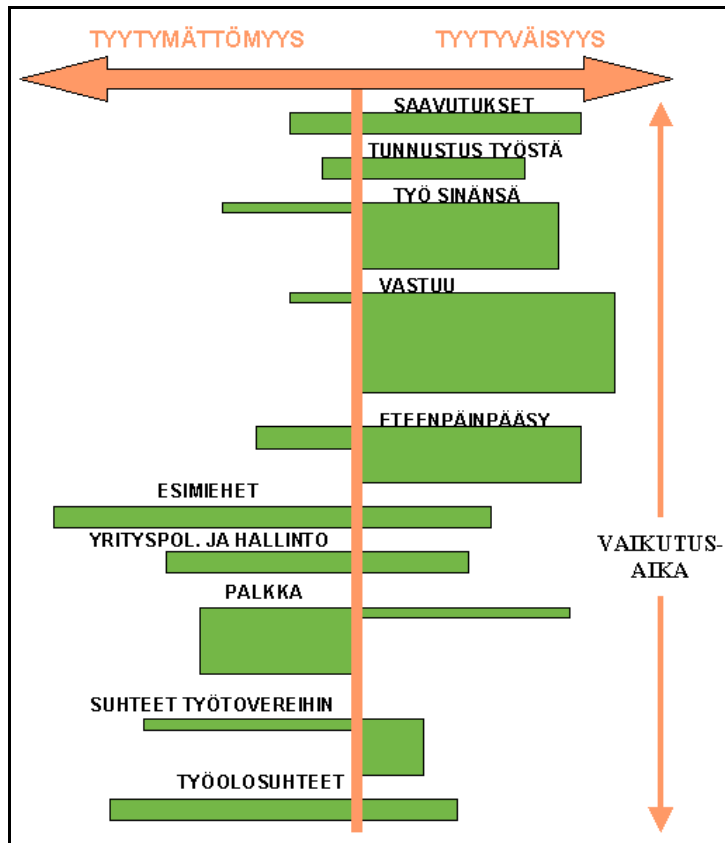 TYYTYMÄTTÖMYYS
TYYTYVÄISYYS
SAAVUTUKSET
TUNNUSTUS TYÖSTÄ
TYÖ SINÄNSÄ
VASTUU
ETEENPÄINPÄÄSY
ESIMIEHET
YRITYSPOL. JA HALLINTO
VAIKUTUS-
AIKA
PALKKA
SUHTEET TYÖTOVEREIHIN
TYÖOLOSUHTEET